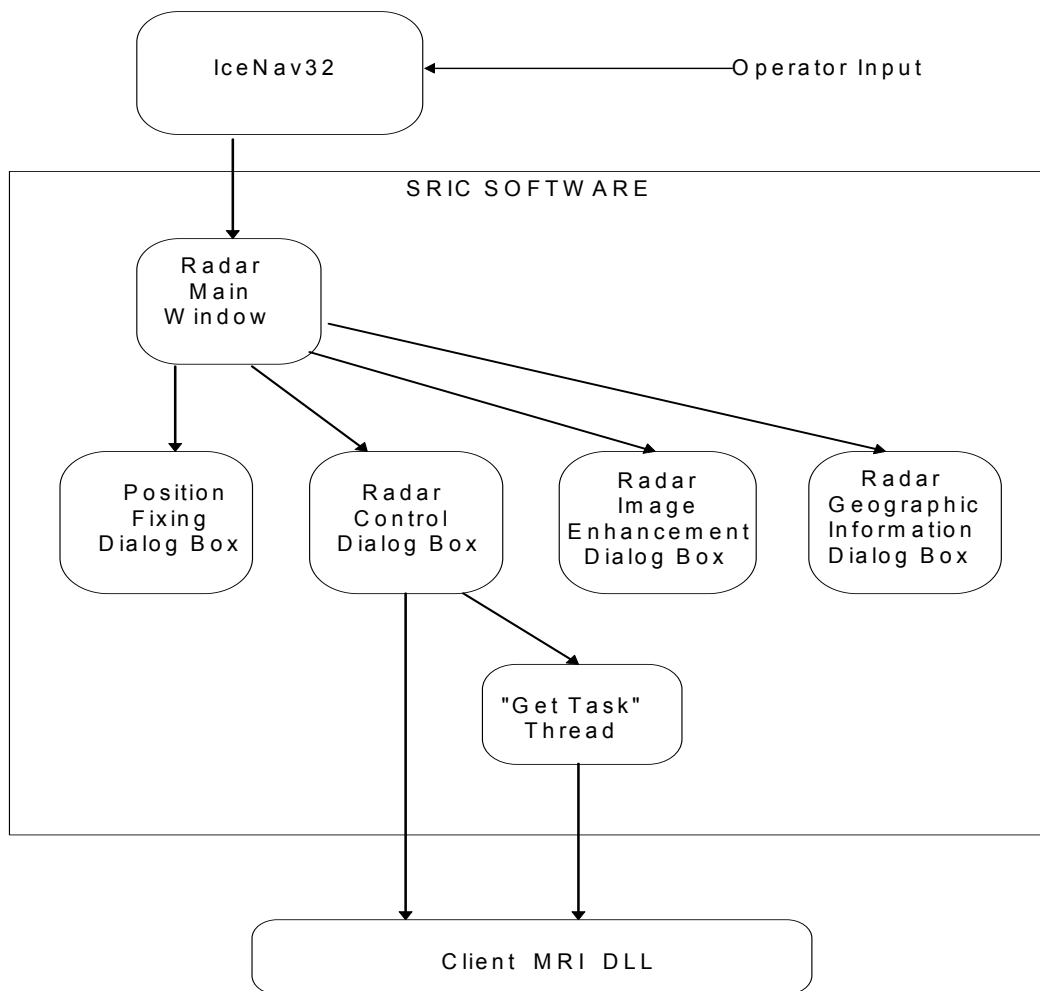 IceNav32
Operator Input
SRIC SOFTWARE
Radar
Main
Window
Position
Fixing
Dialog Box
Radar
Control
Dialog Box
Radar
Image
Enhancement
Dialog Box
Radar
Geographic
Information
Dialog Box
"Get Task"
Thread
Client MRI DLL